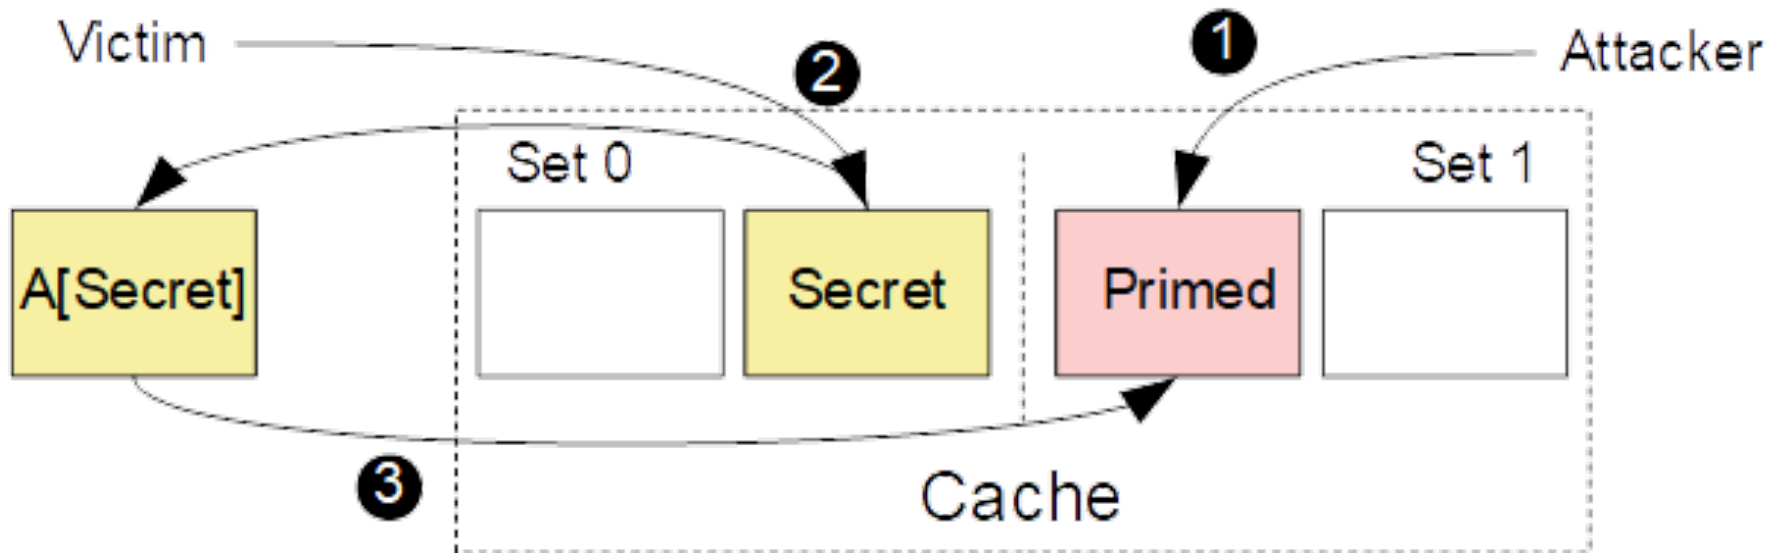 Victim
2
1
Attacker
Set 0
Set 1
A[Secret]
Secret
Primed
3
Cache